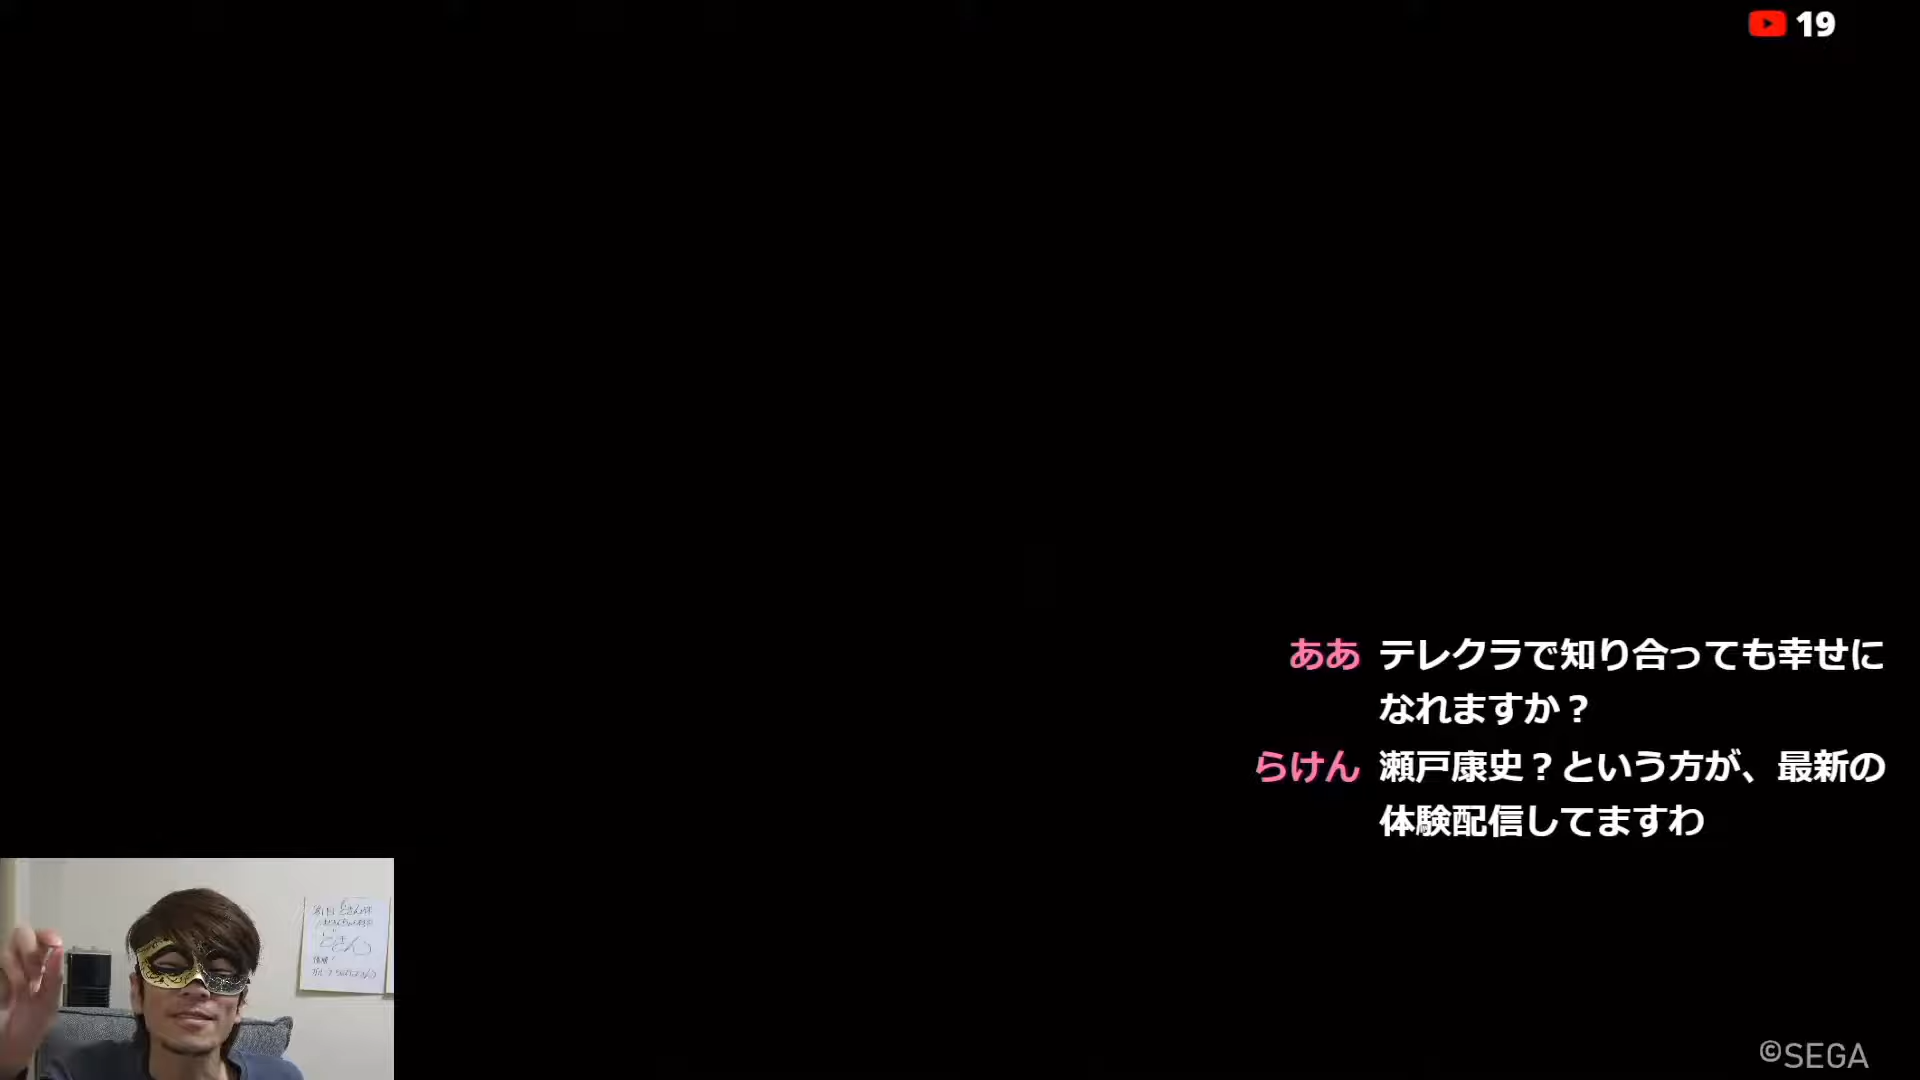 19
ああ テレクラで知り合っても幸せに
なれますか？
らけん 瀬戸康史？という方が、最新の
体験配信してますわ
©SEGA